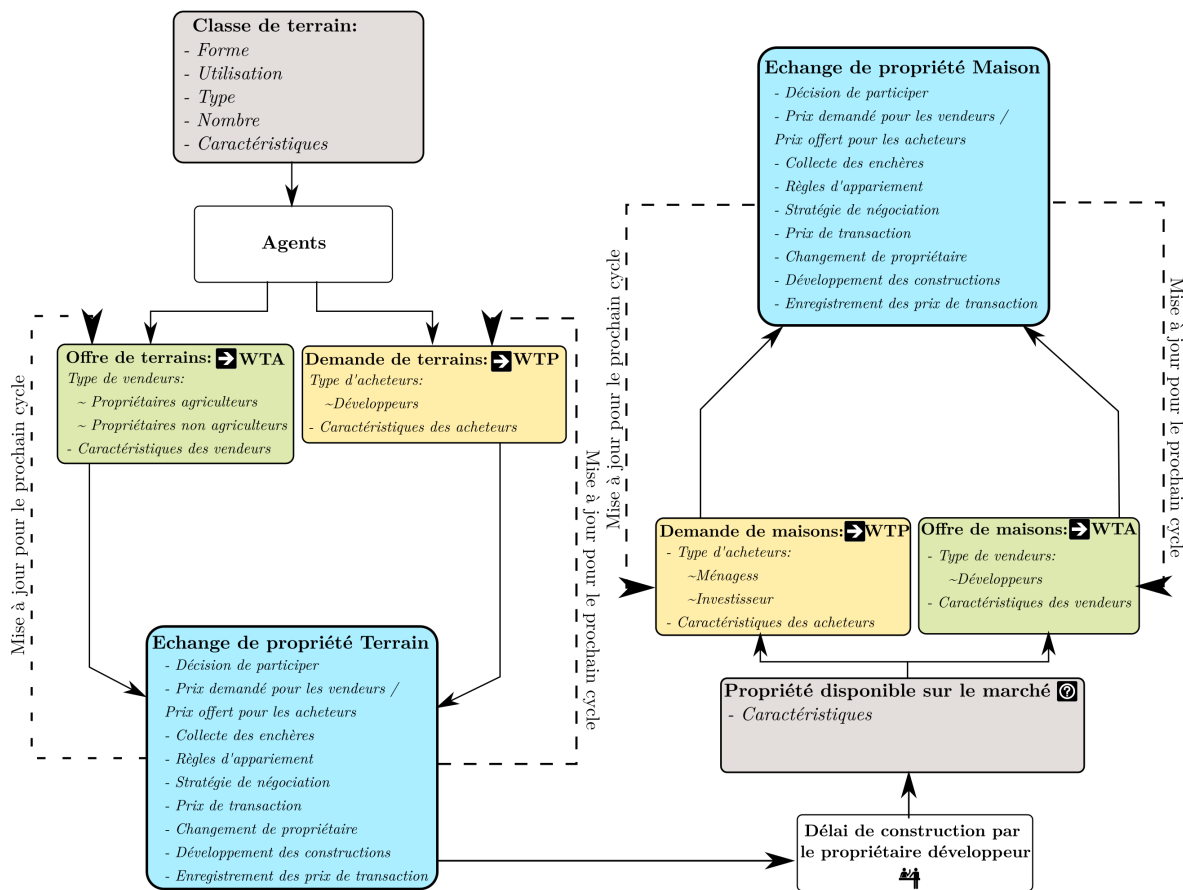 Classe de terrain:
- Forme
- Utilisation
- Type
- Nombre
- Caractéristiques
Agents
Offre de terrains: WTA
Type de vendeurs:
~ Propriétaires agriculteurs
~ Propriétaires non agriculteurs
- Caractéristiques des vendeurs
Demande de terrains: WTP
Type d'acheteurs:
~Développeurs
- Caractéristiques des acheteurs
Mise à jour pour le prochain cycle
Mise à jour pour le prochain cycle
Echange de propriété Terrain
- Décision de participer
- Prix demandé pour les vendeurs /
Prix offert pour les acheteurs
- Collecte des enchères
- Règles d'appariement
- Stratégie de négociation
- Prix de transaction
- Changement de propriétaire
- Développement des constructions
- Enregistrement des prix de transaction
Echange de propriété Maison
- Décision de participer
- Prix demandé pour les vendeurs /
Prix offert pour les acheteurs
- Collecte des enchères
- Règles d'appariement
- Stratégie de négociation
- Prix de transaction
- Changement de propriétaire
- Développement des constructions
- Enregistrement des prix de transaction
Mise à jour pour le prochain cycle
Mise à jour pour le prochain cycle
Demande de maisons: WTP
- Type d'acheteurs:
~Ménagess
~Investisseur
- Caractéristiques des acheteurs
Offre de maisons: WTA
- Type de vendeurs:
~Développeurs
- Caractéristiques des vendeurs
Propriété disponible sur le marché ?
- Caractéristiques
Délai de construction par
le propriétaire développeur